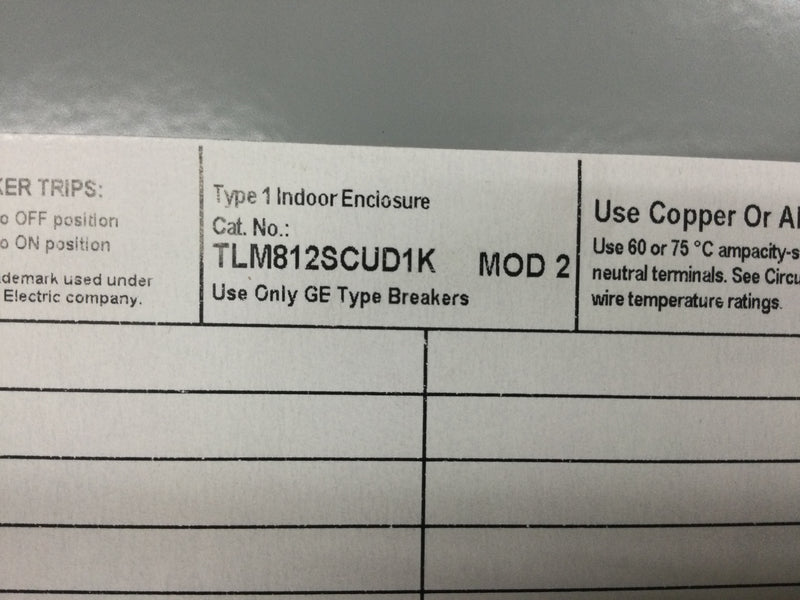 KER TRIPS:
o OFF position
o ON position
demark used under
Electric company.
Type 1 Indoor Enclosure
Cat. No.:
TLM812SCUD1K MOD 2
Use Only GE Type Breakers
Use Copper Or Al
Use 60 or 75 °C ampacity-s
neutral terminals. See Circu
wire temperature ratings.